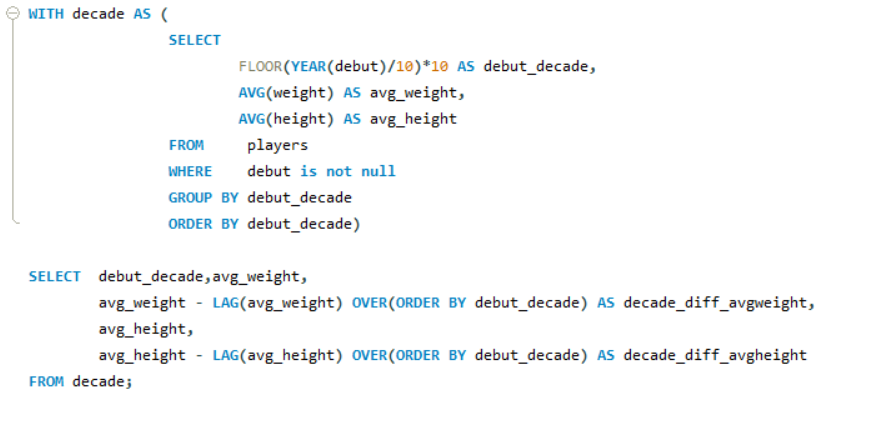 WITH decade AS (
SELECT
FLOOR(YEAR(debut)/10)*10 AS debut_decade,
AVG(weight) AS avg_weight,
AVG(height) AS avg_height
FROM players
WHERE debut is not null
GROUP BY debut_decade
ORDER BY debut_decade)
SELECT debut_decade,avg_weight,
avg_weight - LAG(avg_weight) OVER(ORDER BY debut_decade) AS decade_diff_avgweight,
avg_height,
avg_height - LAG(avg_height) OVER(ORDER BY debut_decade) AS decade_diff_avgheight
FROM decade;